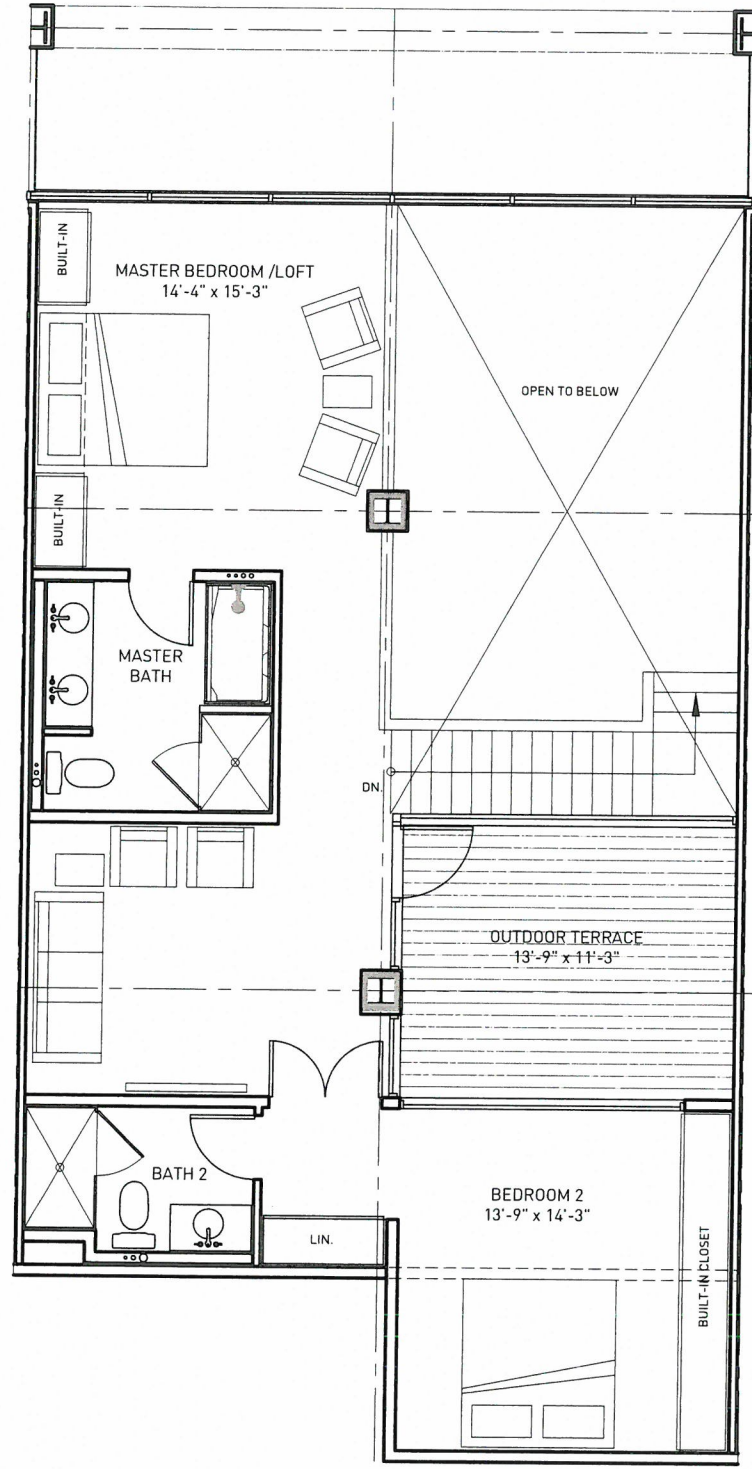 BUILT-IN
MASTER BEDROOM /LOFT
14'-4" x 15'-3"
OPEN TO BELOW
BUILT-IN
MASTER
BATH
DN.
OUTDOOR TERRACE
13'-9" x 11'-3"
BATH 2
BEDROOM 2
13'-9" x 14'-3"
LIN.
BUILT-IN CLOSET